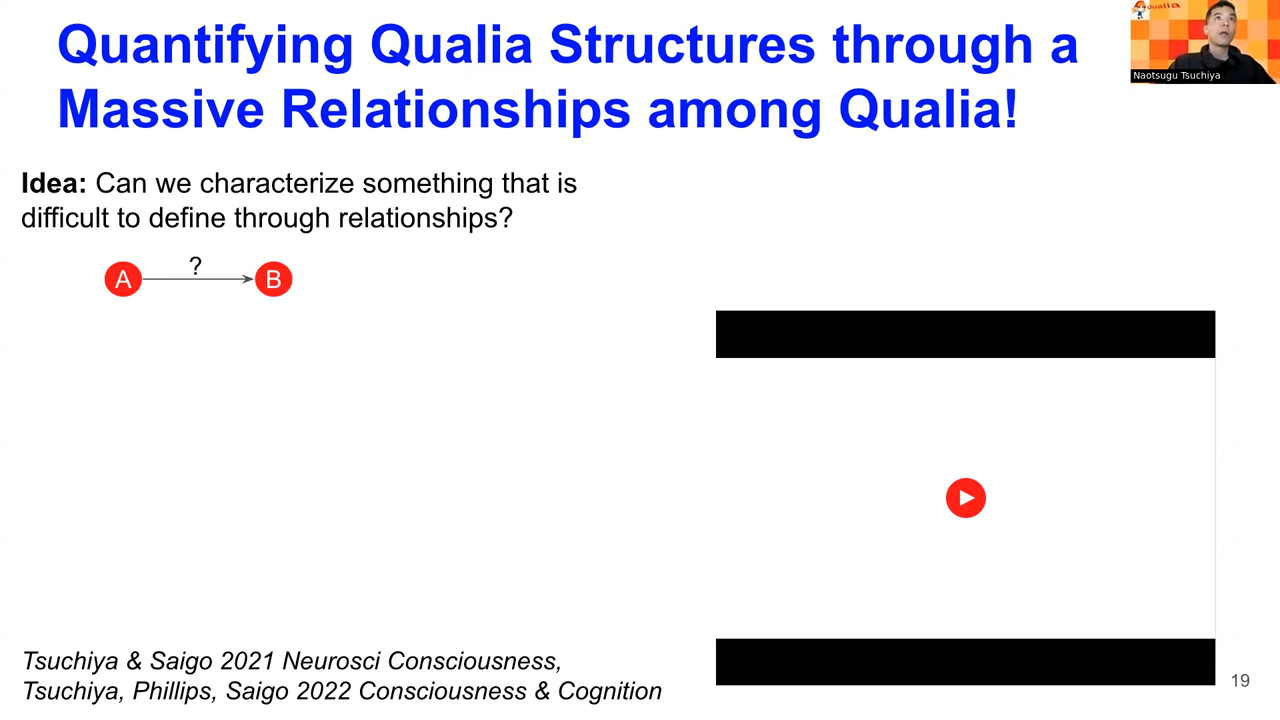 Quantifying Qualia Structures through a
Massive Relationships among Qualia!
Qualia
Naotsugu Tsuchiya
Idea: Can we characterize something that is
difficult to define through relationships?
?
A
B
Tsuchiya & Saigo 2021 Neurosci Consciousness,
Tsuchiya, Phillips, Saigo 2022 Consciousness & Cognition
19